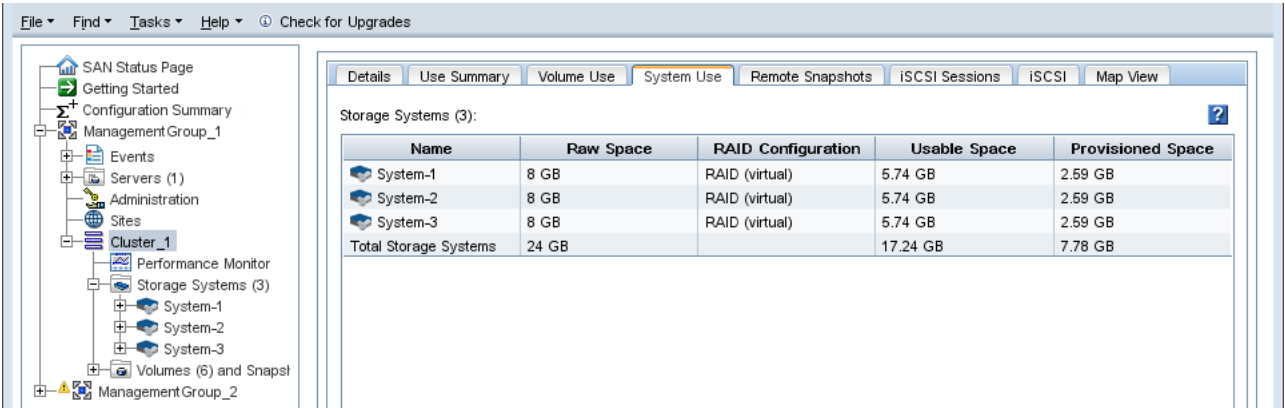 File Find Tasks Help Check for Upgrades
SAN Status Page
Getting Started
Configuration Summary
ManagementGroup_1
Events
Servers (1)
Administration
Sites
Cluster_1
Performance Monitor
Storage Systems (3)
System-1
System-2
System-3
Volumes (6) and Snapsh
ManagementGroup_2
Details Use Summary Volume Use System Use Remote Snapshots iSCSI Sessions iSCSI Map View
Storage Systems (3):
?
Name Raw Space RAID Configuration Usable Space Provisioned Space
System-1 8 GB RAID (virtual) 5.74 GB 2.59 GB
System-2 8 GB RAID (virtual) 5.74 GB 2.59 GB
System-3 8 GB RAID (virtual) 5.74 GB 2.59 GB
Total Storage Systems 24 GB 17.24 GB 7.78 GB